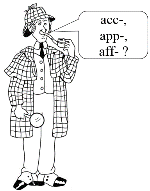 acc-,
app-,
aff- ?